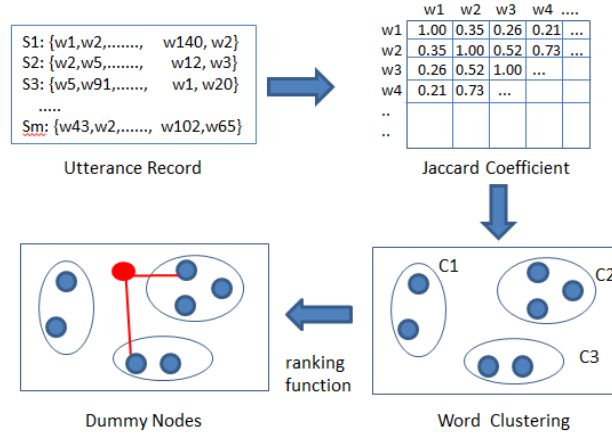 S1: {w1,w2,......., w140, w2}
S2: {w2,w5,......, w12, w3}
S3: {w5,w91,......, w1, w20}
.....
Sm: {w43,w2,......, w102,w65}
Utterance Record
w1 w2 w3 w4 ....
w1 1.00 0.35 0.26 0.21 ...
w2 0.35 1.00 0.52 0.73 ...
w3 0.26 0.52 1.00 ...
w4 0.21 0.73 ...
..
..
Jaccard Coefficient
C1
C2
C3
Word Clustering
ranking
function
Dummy Nodes